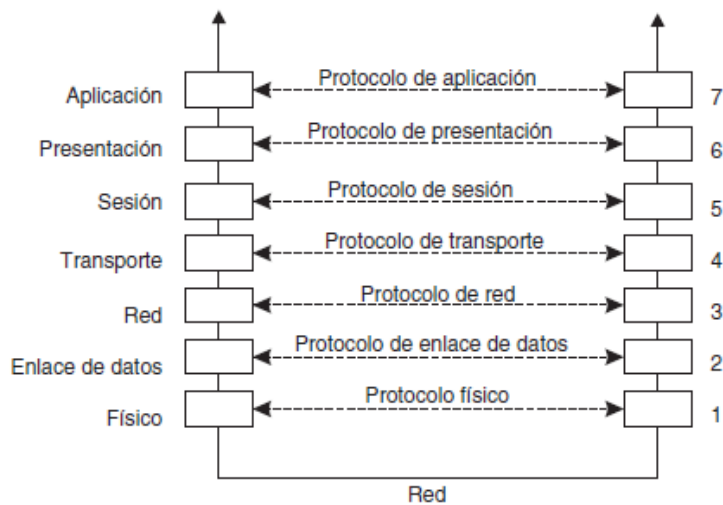 Aplicación
Protocolo de aplicación
7
Presentación
Protocolo de presentación
6
Sesión
Protocolo de sesión
5
Transporte
Protocolo de transporte
4
Red
Protocolo de red
3
Enlace de datos
Protocolo de enlace de datos
2
Físico
Protocolo físico
1
Red